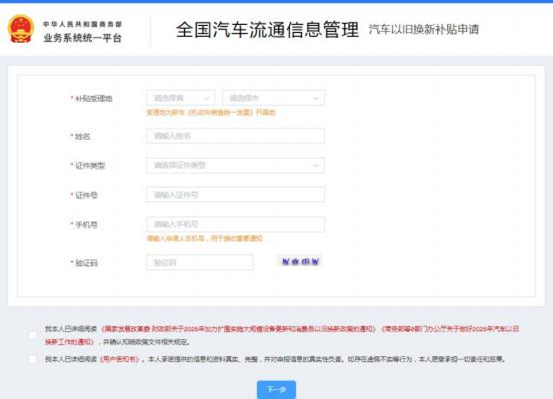 中华人民共和国商务部
业务系统统一平台
全国汽车流通信息管理 汽车以旧换新补贴申请
* 补贴受理地 请选择省 请选择市
受理地为新车《机动车销售统一发票》开具地
* 姓名 请输入姓名
* 证件类型 请选择证件类型
* 证件号 请输入证件号
* 手机号 请输入手机号
请输入申请人手机号,用于接收重要通知
* 验证码 验证码
我本人已详细阅读《国家发展改革委 财政部关于2025年加力扩围实施大规模设备更新和消费品以旧换新政策的通知》《商务部等8部门办公厅关于做好2025年汽车以旧
换新工作的通知》,并确认知晓政策文件相关规定。
我本人已详细阅读《用户告知书》。本人承诺提供的信息和资料真实、完整,并对申报信息的真实性负责。如存在虚假不实等行为,本人愿意承担一切责任和后果。
下一步